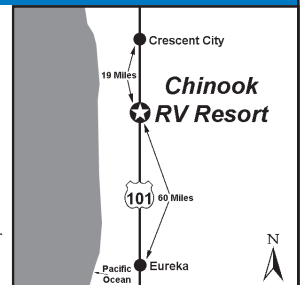 Crescent City
19 Miles
Chinook
RV Resort
101
60 Miles
N
Eureka
Pacific
Ocean